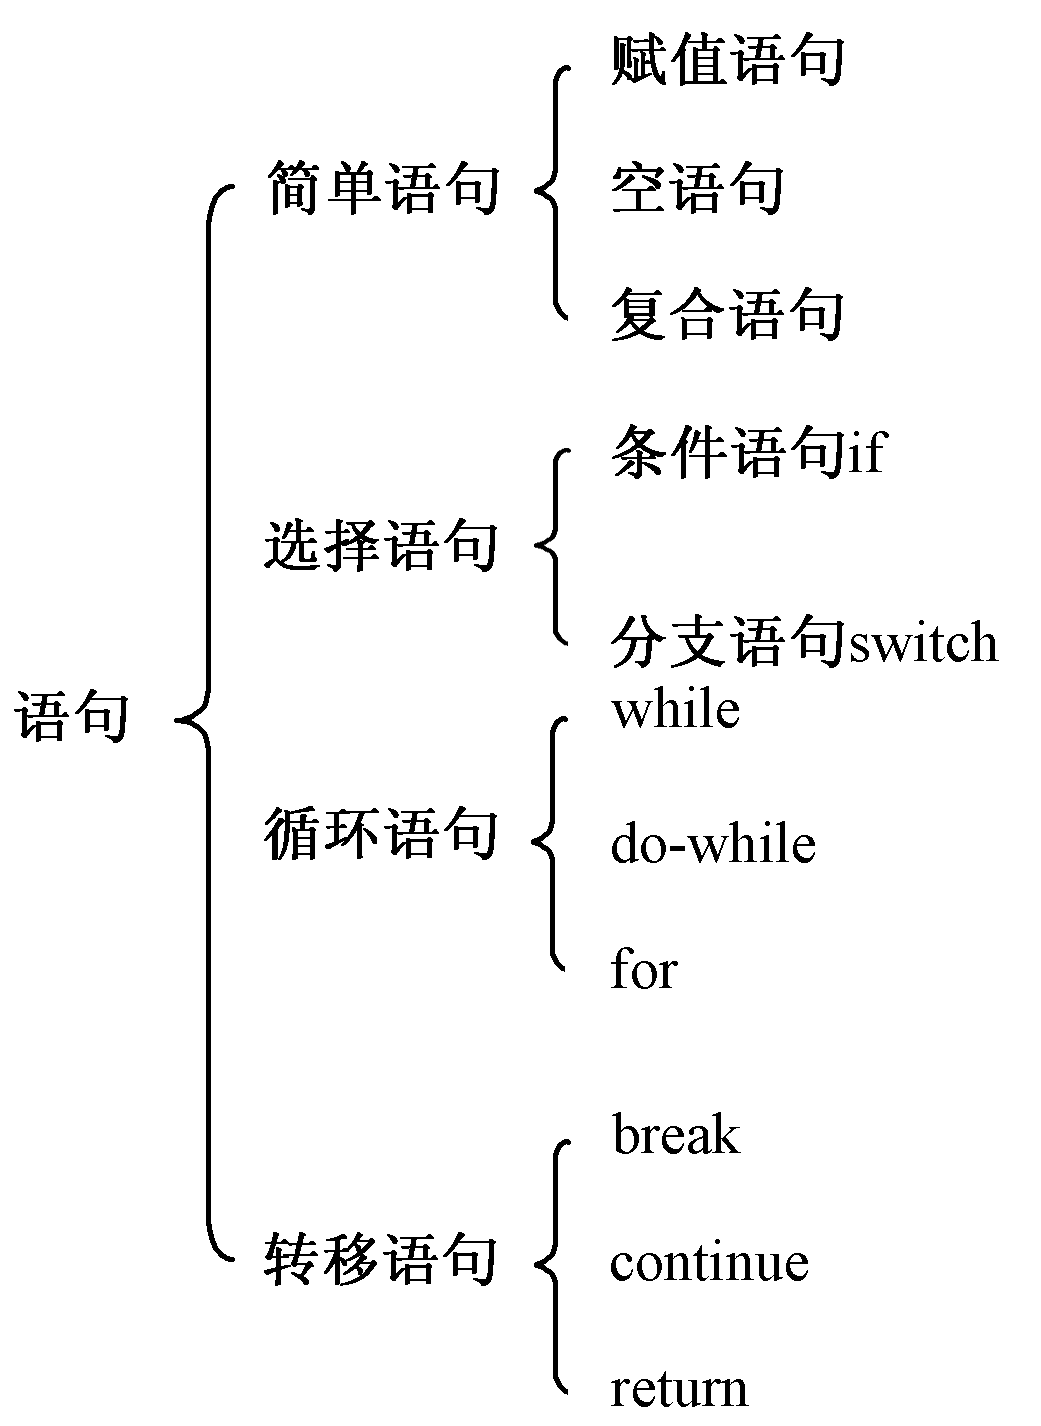 语句
简单语句
赋值语句
空语句
复合语句
选择语句
条件语句if
分支语句switch
循环语句
while
do-while
for
转移语句
break
continue
return